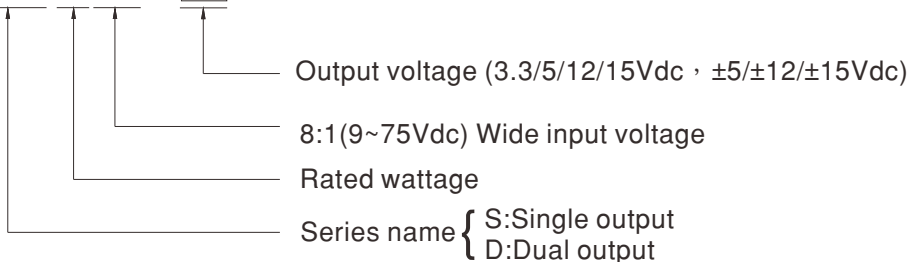 Output voltage (3.3/5/12/15Vdc，±5/±12/±15Vdc)
8:1(9~75Vdc) Wide input voltage
Rated wattage
Series name { S:Single output
D:Dual output